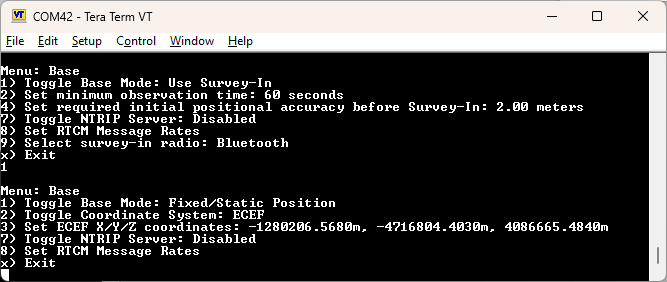 VT COM42 - Tera Term VT
File Edit Setup Control Window Help
Menu: Base
1) Toggle Base Mode: Use Survey-In
2) Set minimum observation time: 60 seconds
4) Set required initial positional accuracy before Survey-In: 2.00 meters
7) Toggle NTRIP Server: Disabled
8) Set RTCM Message Rates
9) Select survey-in radio: Bluetooth
x) Exit
1
Menu: Base
1) Toggle Base Mode: Fixed/Static Position
2) Toggle Coordinate System: ECEF
3) Set ECEF X/Y/Z coordinates: -1280206.5680m, -4716804.4030m, 4086665.4840m
7) Toggle NTRIP Server: Disabled
8) Set RTCM Message Rates
x) Exit